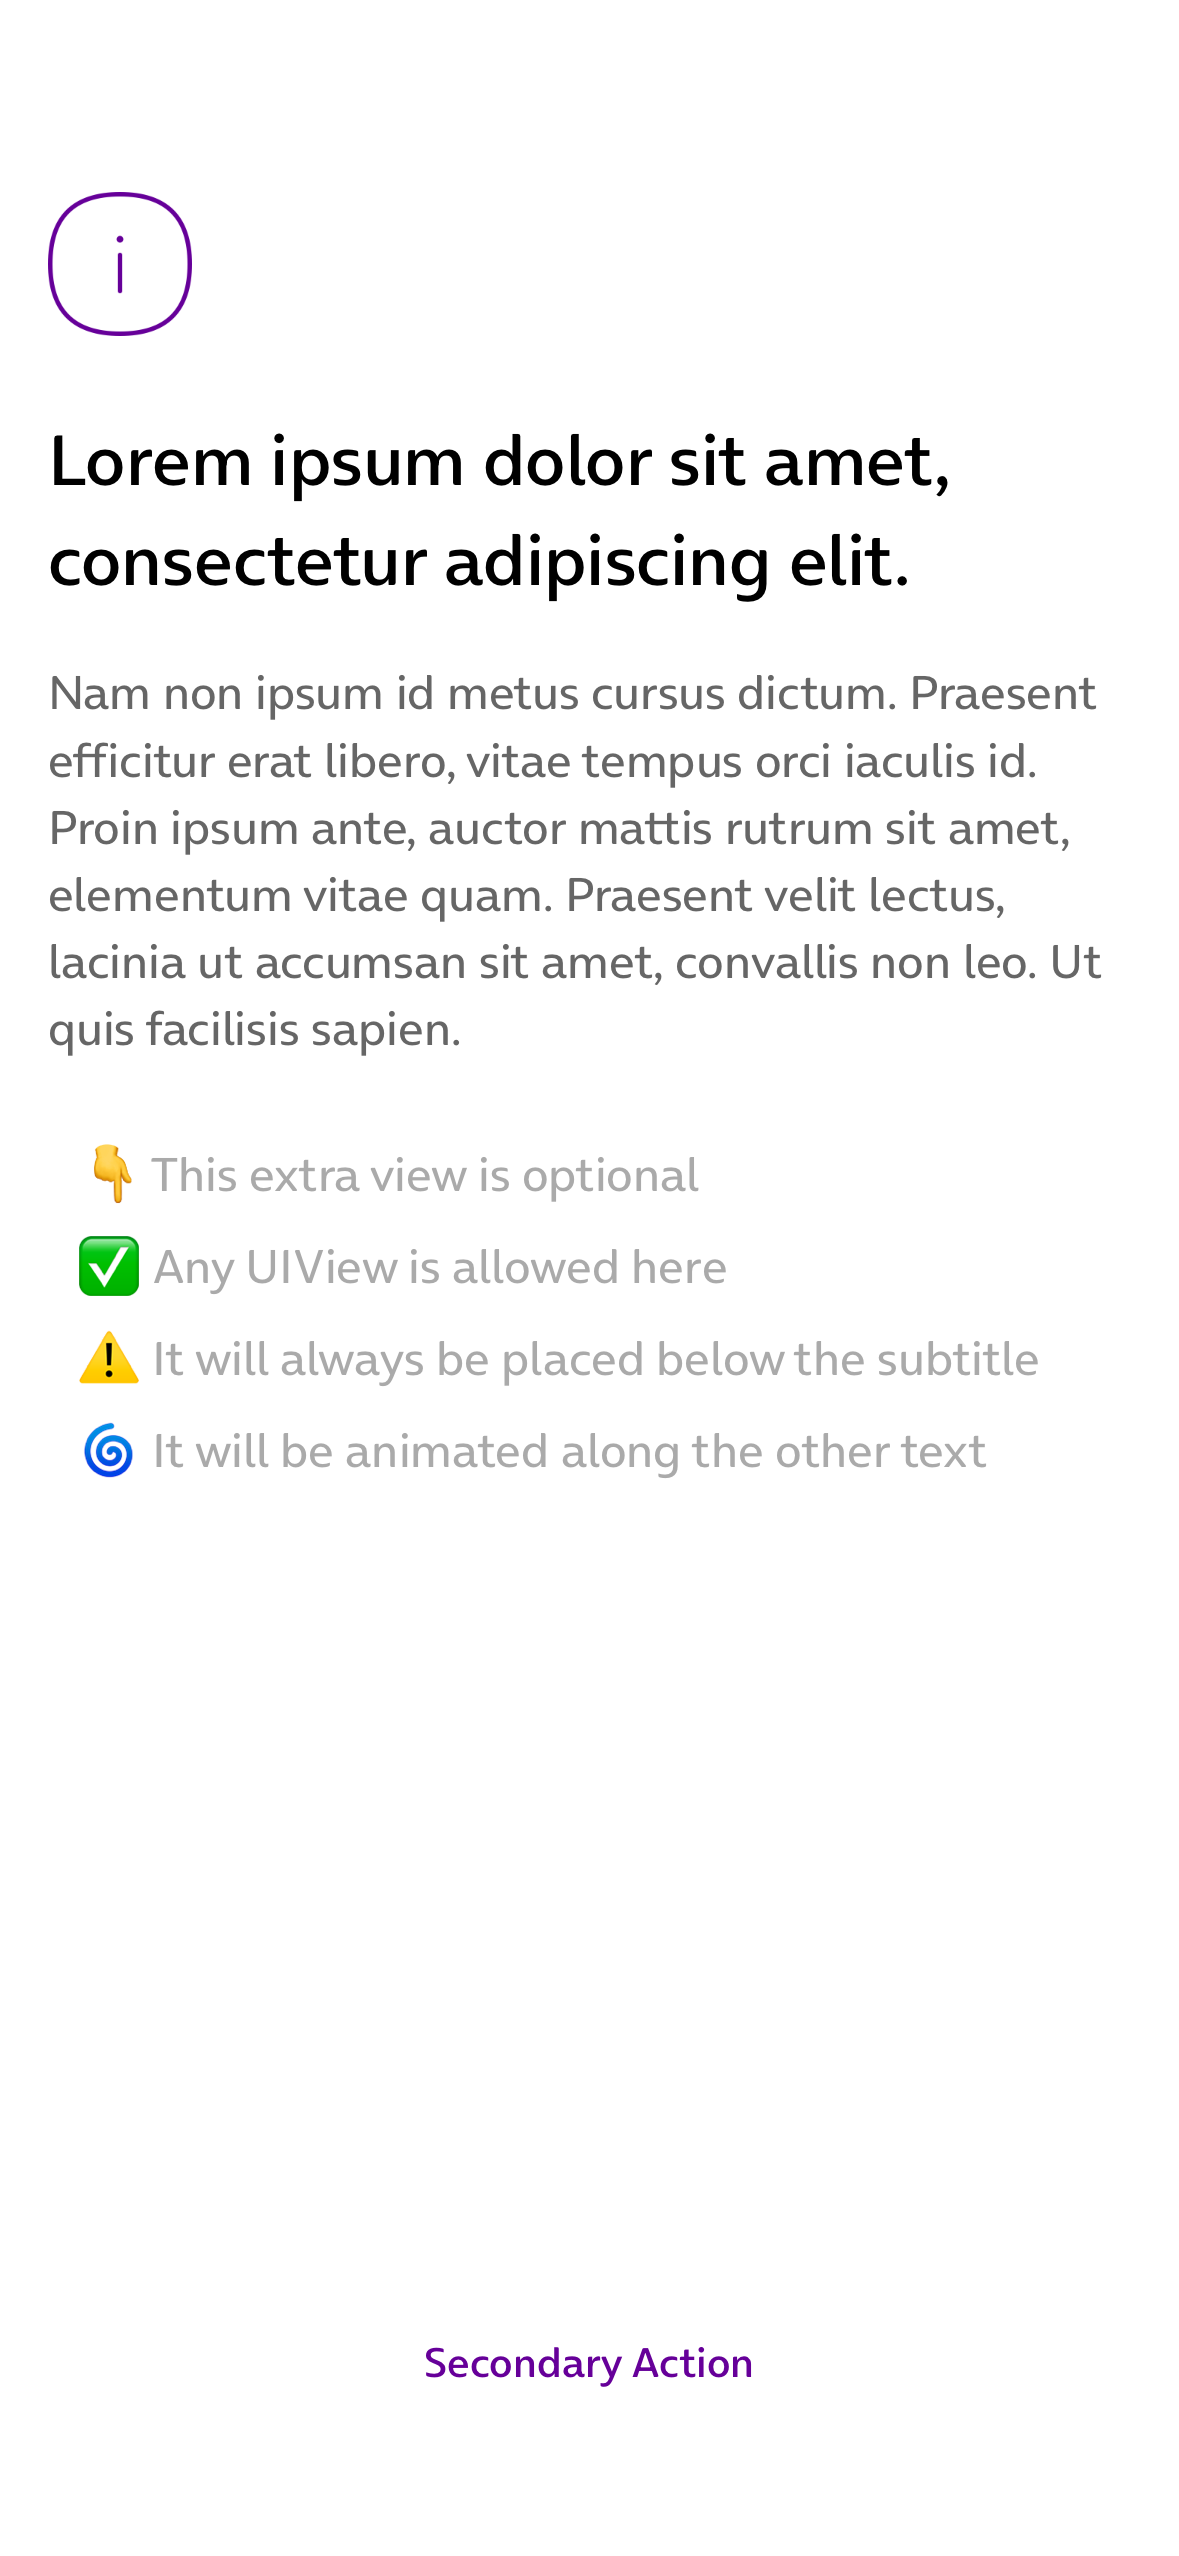 Lorem ipsum dolor sit amet,
consectetur adipiscing elit.
Nam non ipsum id metus cursus dictum. Praesent
efficitur erat libero, vitae tempus orci iaculis id.
Proin ipsum ante, auctor mattis rutrum sit amet,
elementum vitae quam. Praesent velit lectus,
lacinia ut accumsan sit amet, convallis non leo. Ut
quis facilisis sapien.
👇 This extra view is optional
✅ Any UIView is allowed here
⚠️ It will always be placed below the subtitle
🌀 It will be animated along the other text
Secondary Action